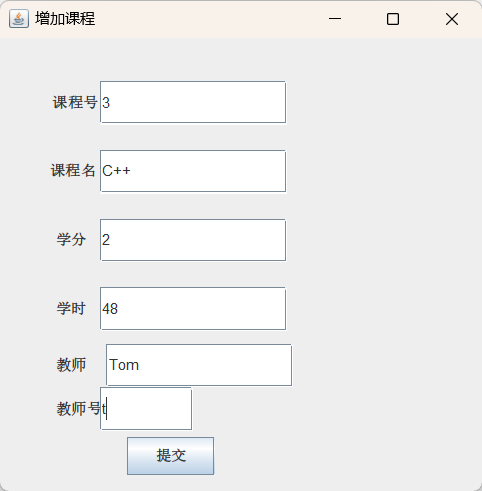 增加课程
课程号 3
课程名 C++
学分 2
学时 48
教师 Tom
教师号 t
提交